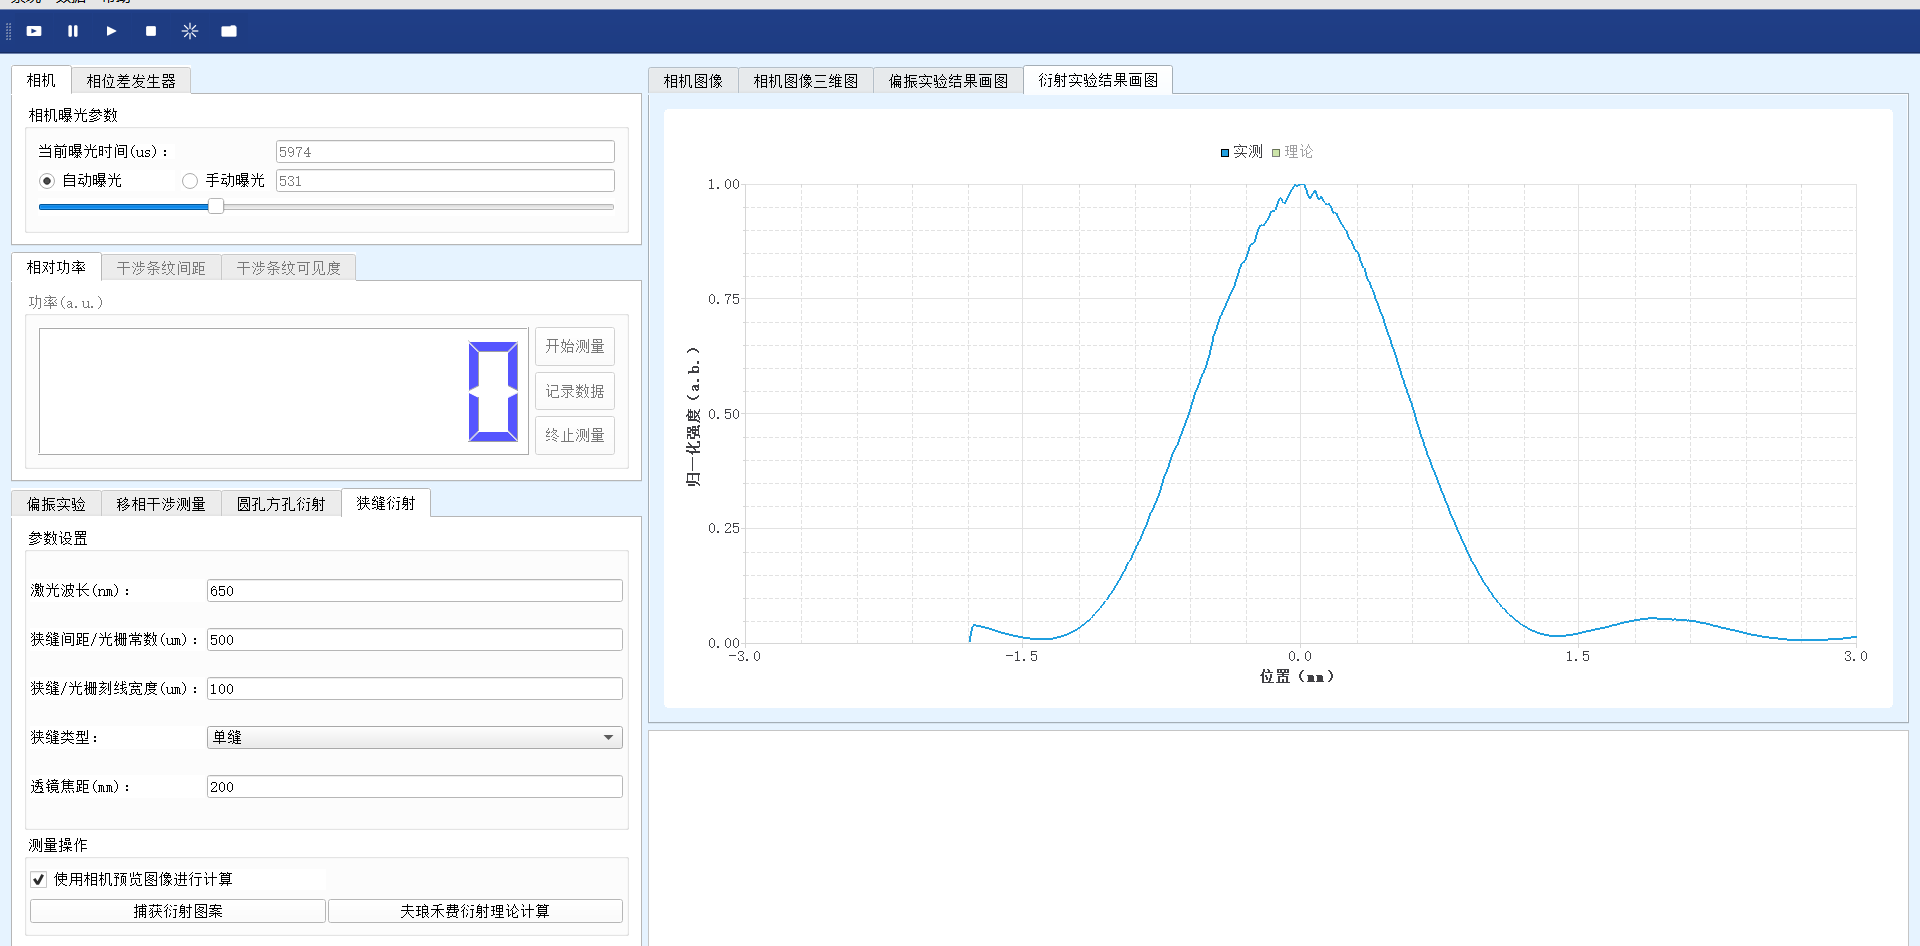 系统 数据 帮助
相机 相位差发生器
相机曝光参数
当前曝光时间(us)：
5974
自动曝光 手动曝光
531
相对功率 干涉条纹间距 干涉条纹可见度
功率(a.u.)
0
开始测量
记录数据
终止测量
偏振实验 移相干涉测量 圆孔方孔衍射 狭缝衍射
参数设置
激光波长(nm)：
650
狭缝间距/光栅常数(um)：
500
狭缝/光栅刻线宽度(um)：
100
狭缝类型：
单缝
透镜焦距(mm)：
200
测量操作
使用相机预览图像进行计算
捕获衍射图案 夫琅禾费衍射理论计算
相机图像 相机图像三维图 偏振实验结果画图 衍射实验结果画图
实测 理论
归一化强度（a.b.）
1.00
0.75
0.50
0.25
0.00
-3.0 -1.5 0.0 1.5 3.0
位置（mm）